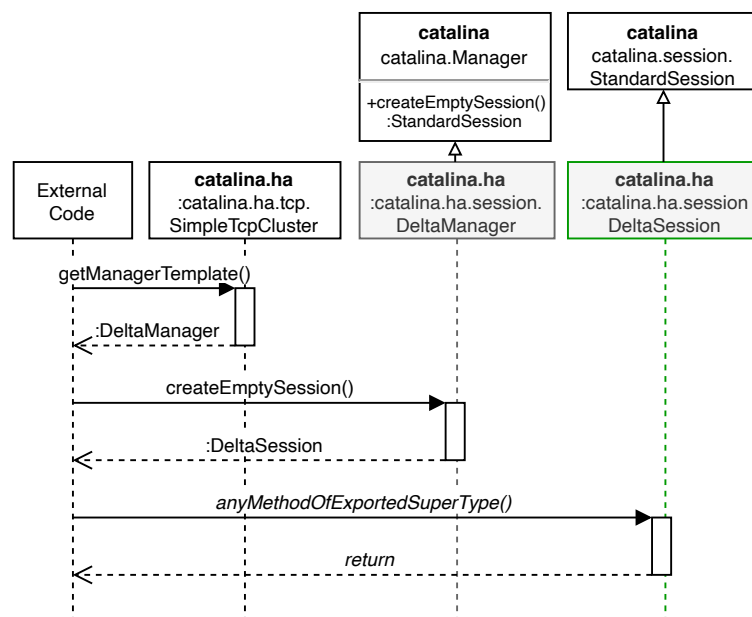 catalina
catalina.Manager
+createEmptySession()
:StandardSession
catalina
catalina.session.
StandardSession
External
Code
catalina.ha
:catalina.ha.tcp.
SimpleTcpCluster
catalina.ha
:catalina.ha.session.
DeltaManager
catalina.ha
:catalina.ha.session
DeltaSession
getManagerTemplate()
:DeltaManager
createEmptySession()
:DeltaSession
anyMethodOfExportedSuperType()
return